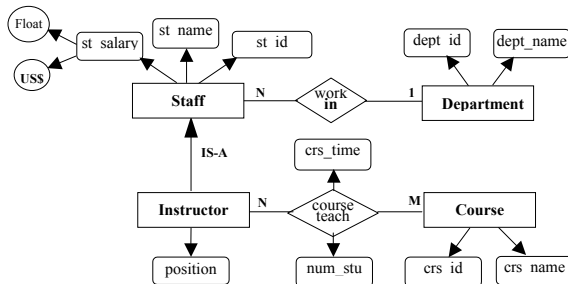 Float
st_name
st_salary
st_id
dept_id
dept_name
US$
Staff
N
work
in
1
Department
IS-A
crs_time
Instructor
N
course
teach
M
Course
position
num_stu
crs_id
crs_name